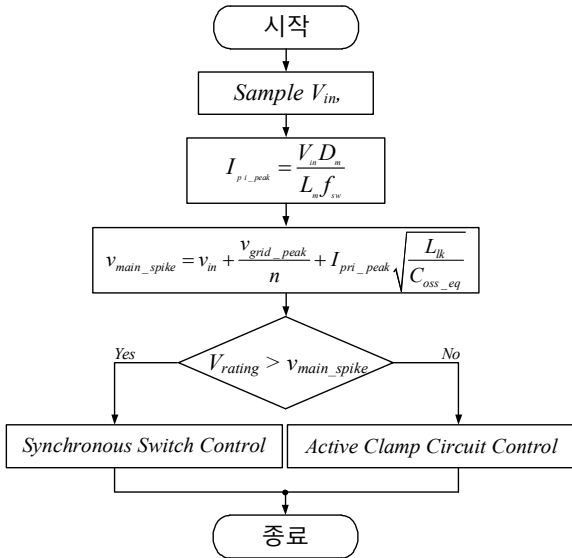 시작
Sample V_in,
I_pi_peak = V_in D_m / L_m f_sw
v_main_spike = v_in + v_grid_peak / n + I_pri_peak √(L_lk / C_oss_eq)
V_rating > v_main_spike
Yes
No
Synchronous Switch Control
Active Clamp Circuit Control
종료